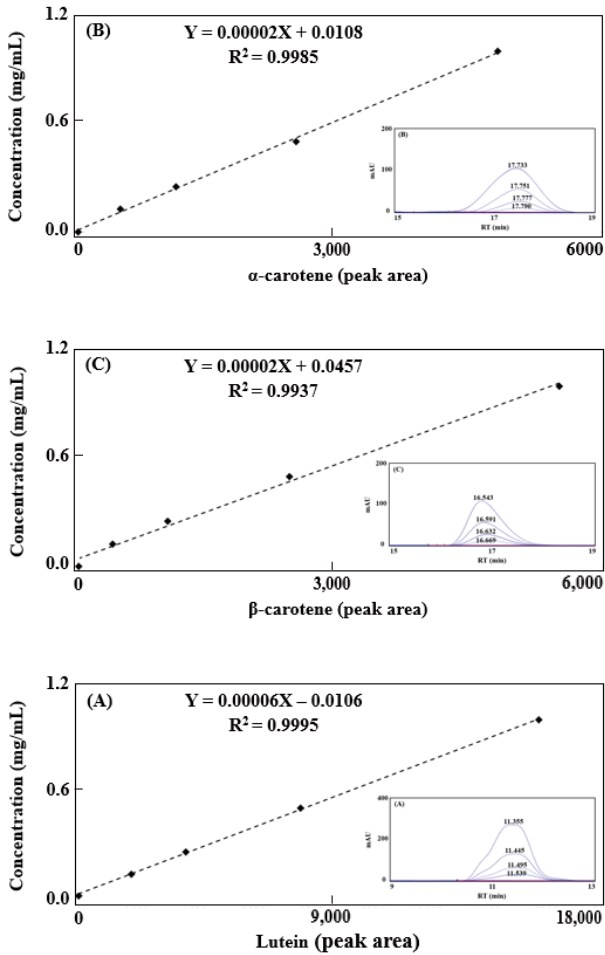 (B)
Y = 0.00002X + 0.0108
R² = 0.9985
Concentration (mg/mL)
1.2
0.6
0.0
0
3,000
6000
α-carotene (peak area)
(B)
200
100
0
mAU
17.733
17.751
17.777
17.790
15
17
19
RT (min)
(C)
Y = 0.00002X + 0.0457
R² = 0.9937
Concentration (mg/mL)
1.2
0.6
0.0
0
3,000
6,000
β-carotene (peak area)
(C)
200
100
0
mAU
16.543
16.591
16.632
16.669
15
17
19
RT (min)
(A)
Y = 0.00006X – 0.0106
R² = 0.9995
Concentration (mg/mL)
1.2
0.6
0.0
0
9,000
18,000
Lutein (peak area)
(A)
400
200
0
mAU
11.355
11.445
11.495
11.530
9
11
13
RT (min)